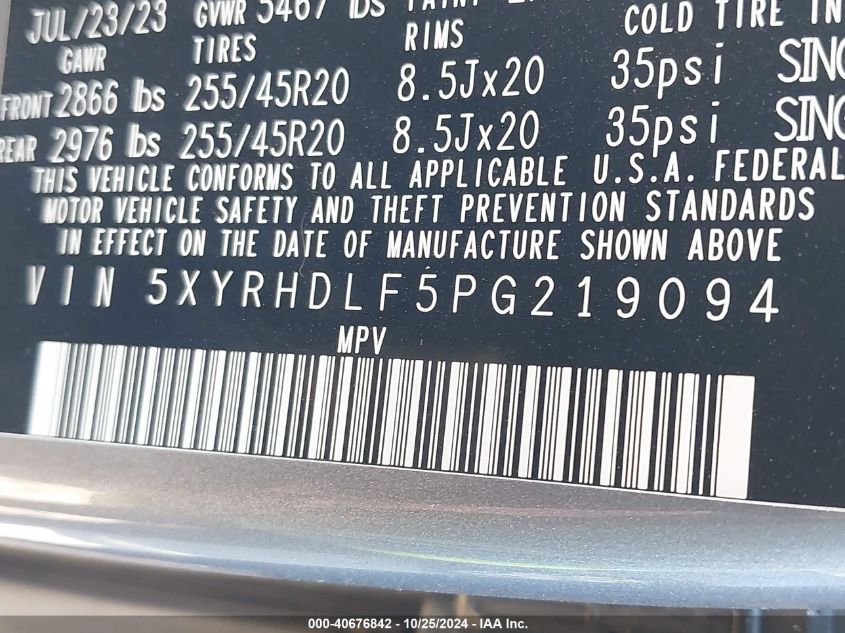 JUL/23/23 GVWR 5467 lbs PAINT
COLD TIRE
GAWR TIRES RIMS
FRONT 2866 lbs 255/45R20 8.5Jx20 35psi
REAR 2976 lbs 255/45R20 8.5Jx20 35psi
THIS VEHICLE CONFORMS TO ALL APPLICABLE U.S.A. FEDERAL
MOTOR VEHICLE SAFETY AND THEFT PREVENTION STANDARDS
IN EFFECT ON THE DATE OF MANUFACTURE SHOWN ABOVE
VIN 5XYRHDLF5PG219094
MPV
000-40676842 - 10/25/2024 - IAA Inc.